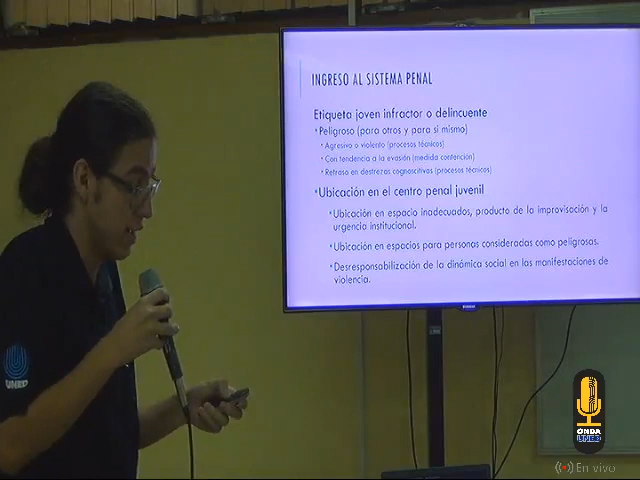 INGRESO AL SISTEMA PENAL
Etiqueta joven infractor o delincuente
•Peligroso (para otros y para si mismo)
•Agresivo o violento (procesos técnicos)
•Con tendencia a la evasión (medida contención)
•Retraso en destrezas cognoscitivas (procesos técnicos)
•Ubicación en el centro penal juvenil
•Ubicación en espacio inadecuados, producto de la improvisación y la
urgencia institucional.
•Ubicación en espacios para personas consideradas como peligrosas.
•Desresponsabilización de la dinámica social en las manifestaciones de
violencia.
UNED
ONDA
UNED
En vivo